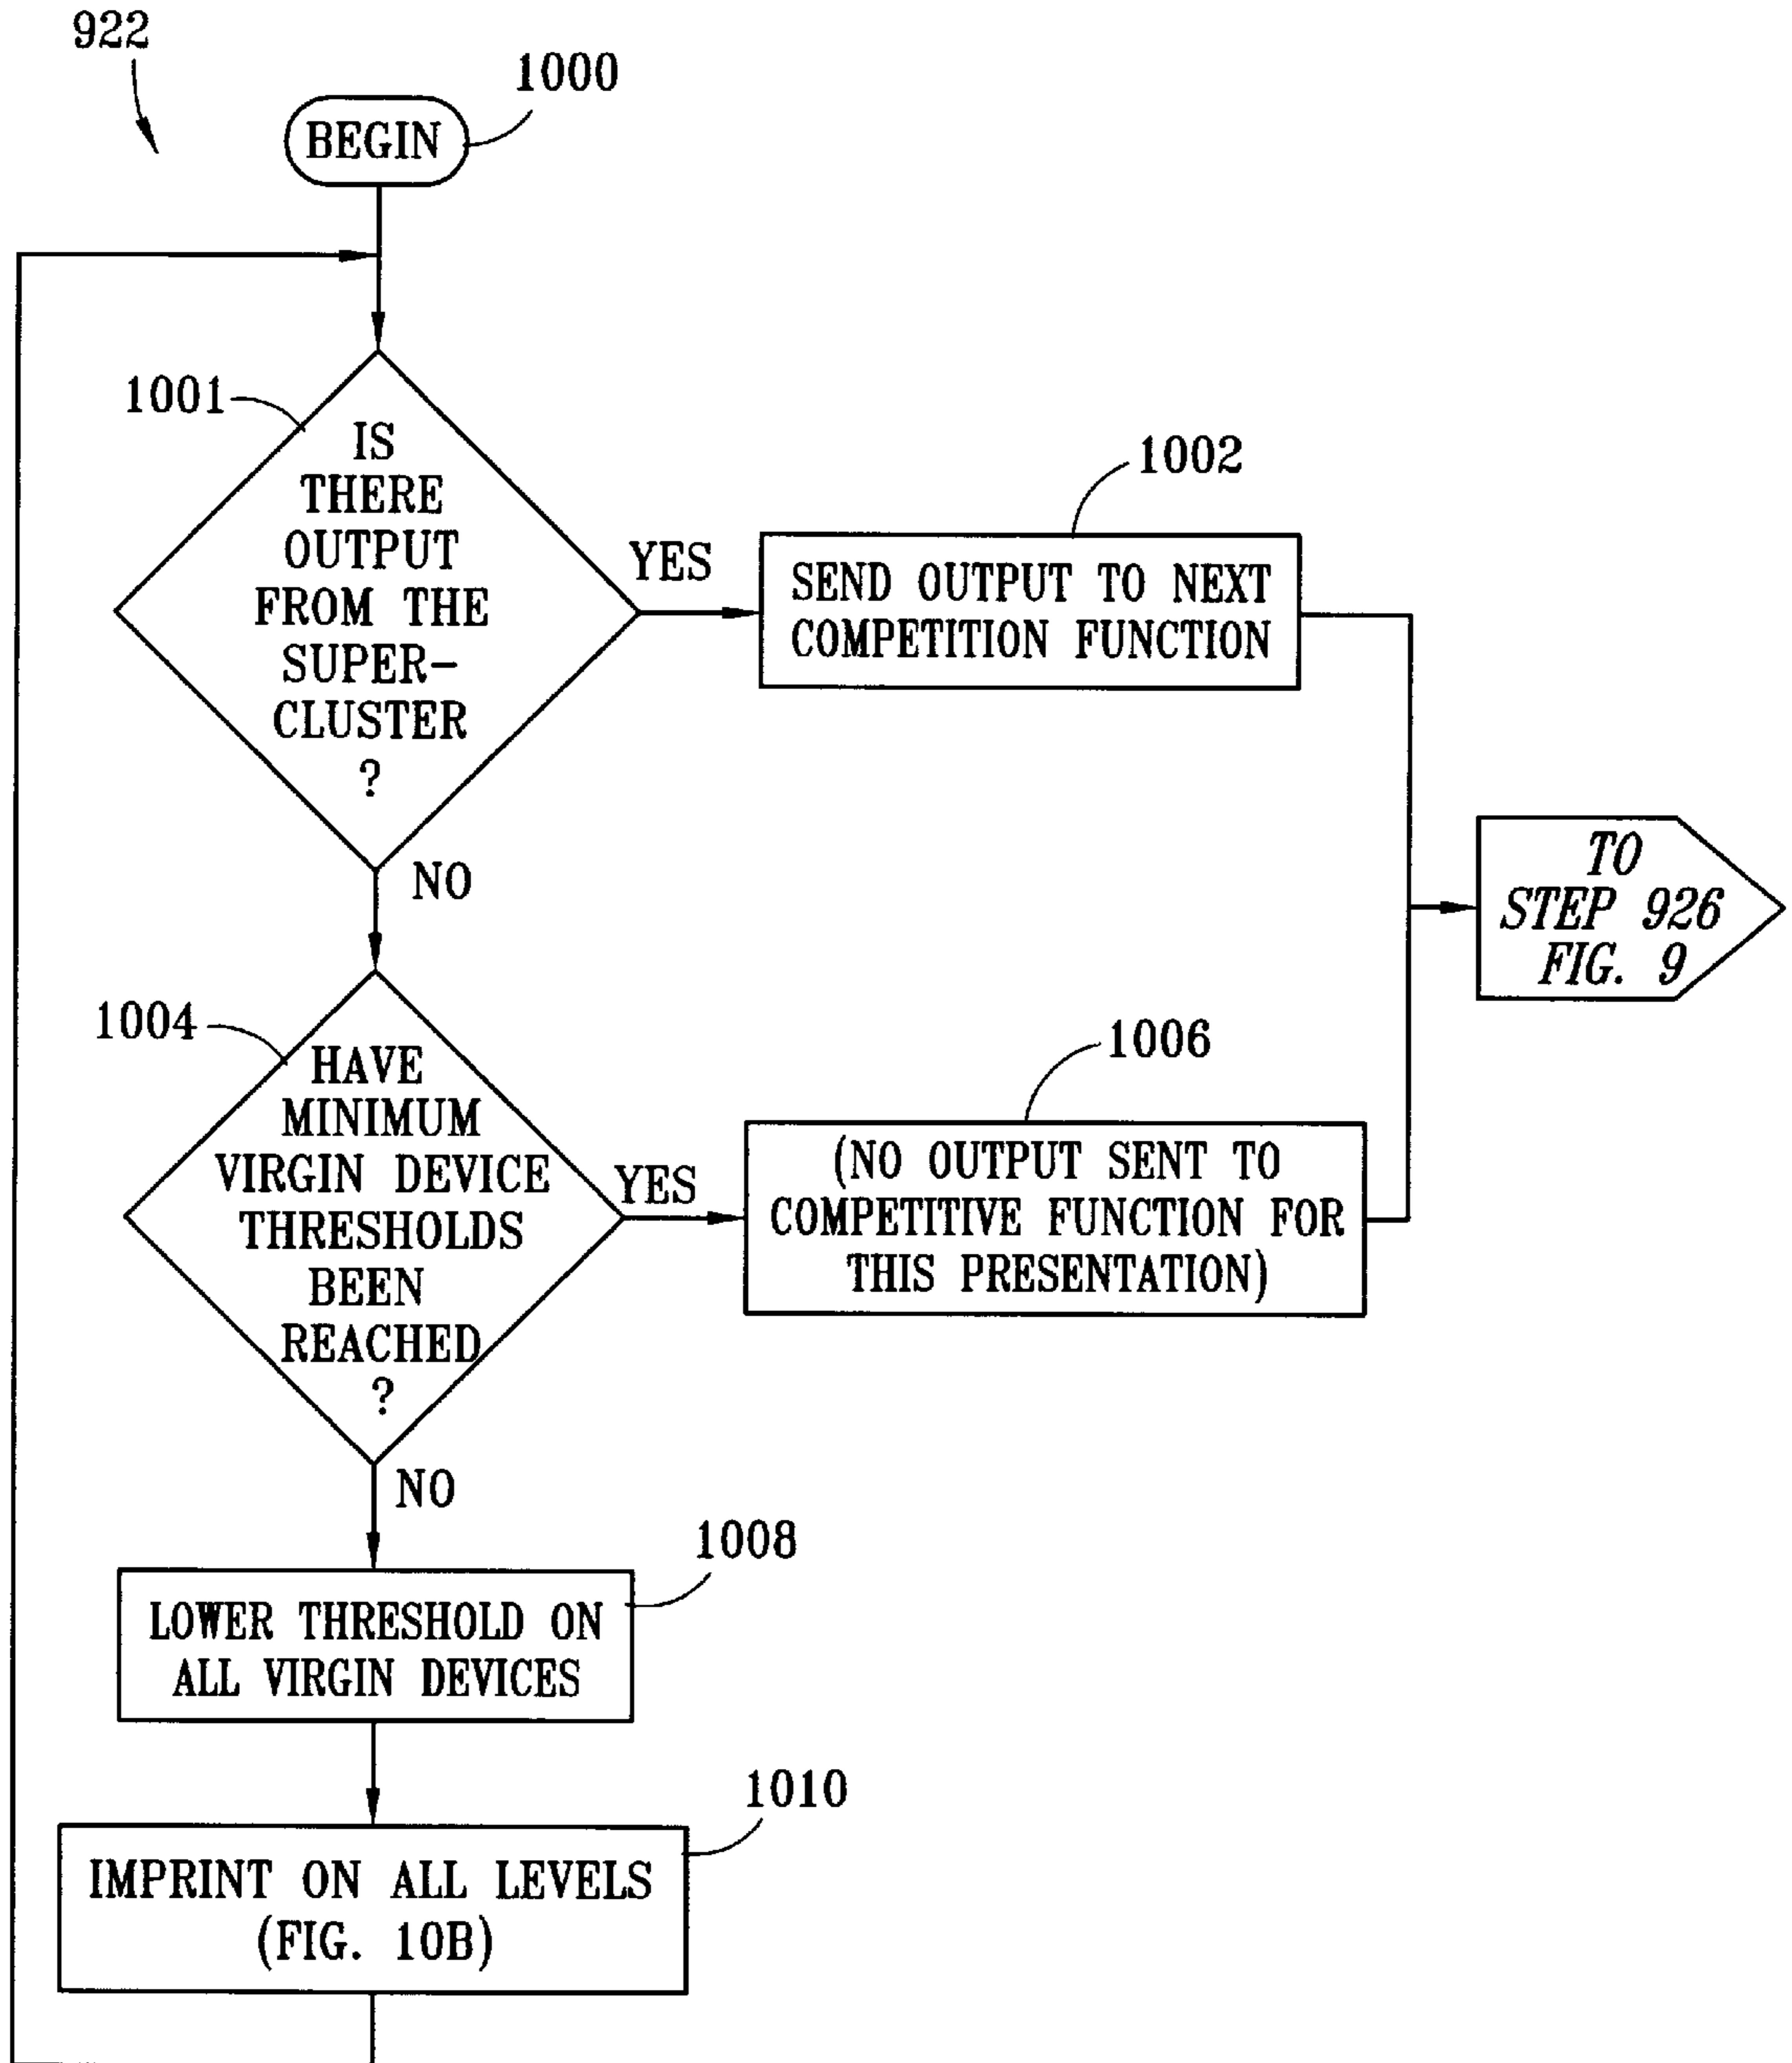 922
1000
BEGIN
1001
IS
THERE
OUTPUT
FROM THE
SUPER-
CLUSTER
?
YES
1002
SEND OUTPUT TO NEXT
COMPETITION FUNCTION
NO
TO
STEP 926
FIG. 9
1004
HAVE
MINIMUM
VIRGIN DEVICE
THRESHOLDS
BEEN
REACHED
?
YES
1006
(NO OUTPUT SENT TO
COMPETITIVE FUNCTION FOR
THIS PRESENTATION)
NO
1008
LOWER THRESHOLD ON
ALL VIRGIN DEVICES
1010
IMPRINT ON ALL LEVELS
(FIG. 10B)